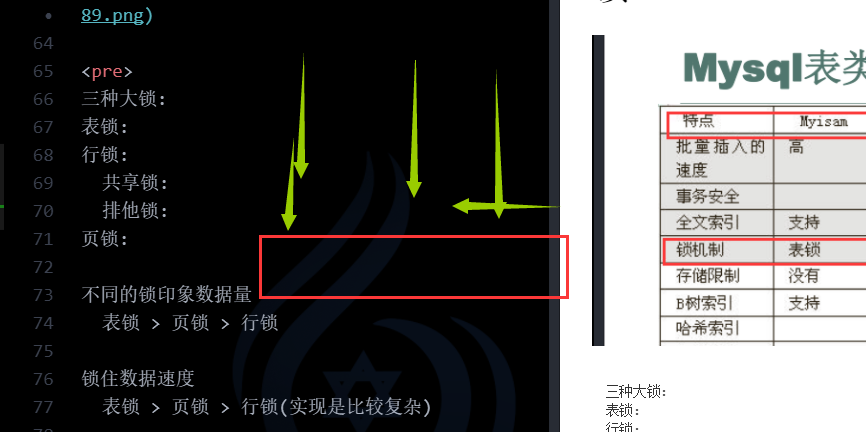 89.png)
64
65 <pre>
66 三种大锁:
67 表锁:
68 行锁:
69 共享锁:
70 排他锁:
71 页锁:
72
73 不同的锁印象数据量
74 表锁 > 页锁 > 行锁
75
76 锁住数据速度
77 表锁 > 页锁 > 行锁(实现是比较复杂)
Mysql表类
特点 Myisam
批量插入的速度 高
事务安全
全文索引 支持
锁机制 表锁
存储限制 没有
B树索引 支持
哈希索引
三种大锁:
表锁:
行锁: